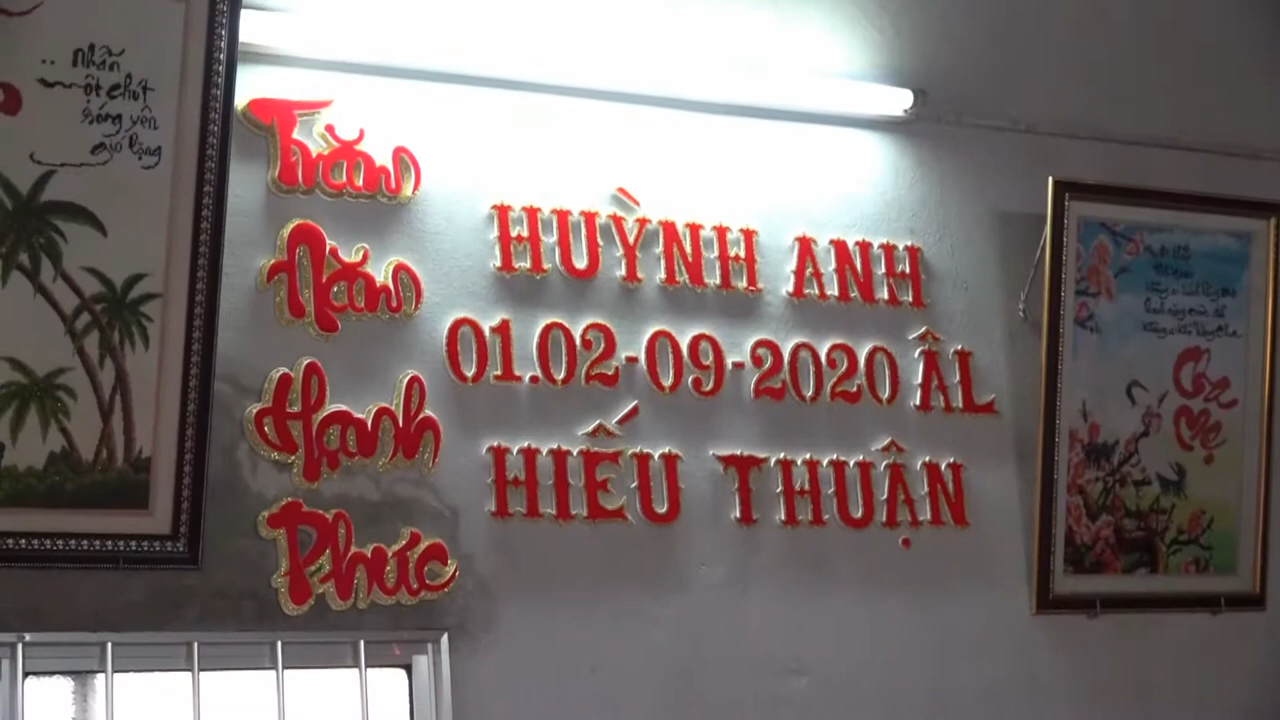 Nhẫn
một chút
sóng yên
gió lặng
Trăm
Năm
Hạnh
Phúc
HUỲNH ANH
01.02-09-2020 ÂL
HIẾU THUẬN
Cha
Mẹ